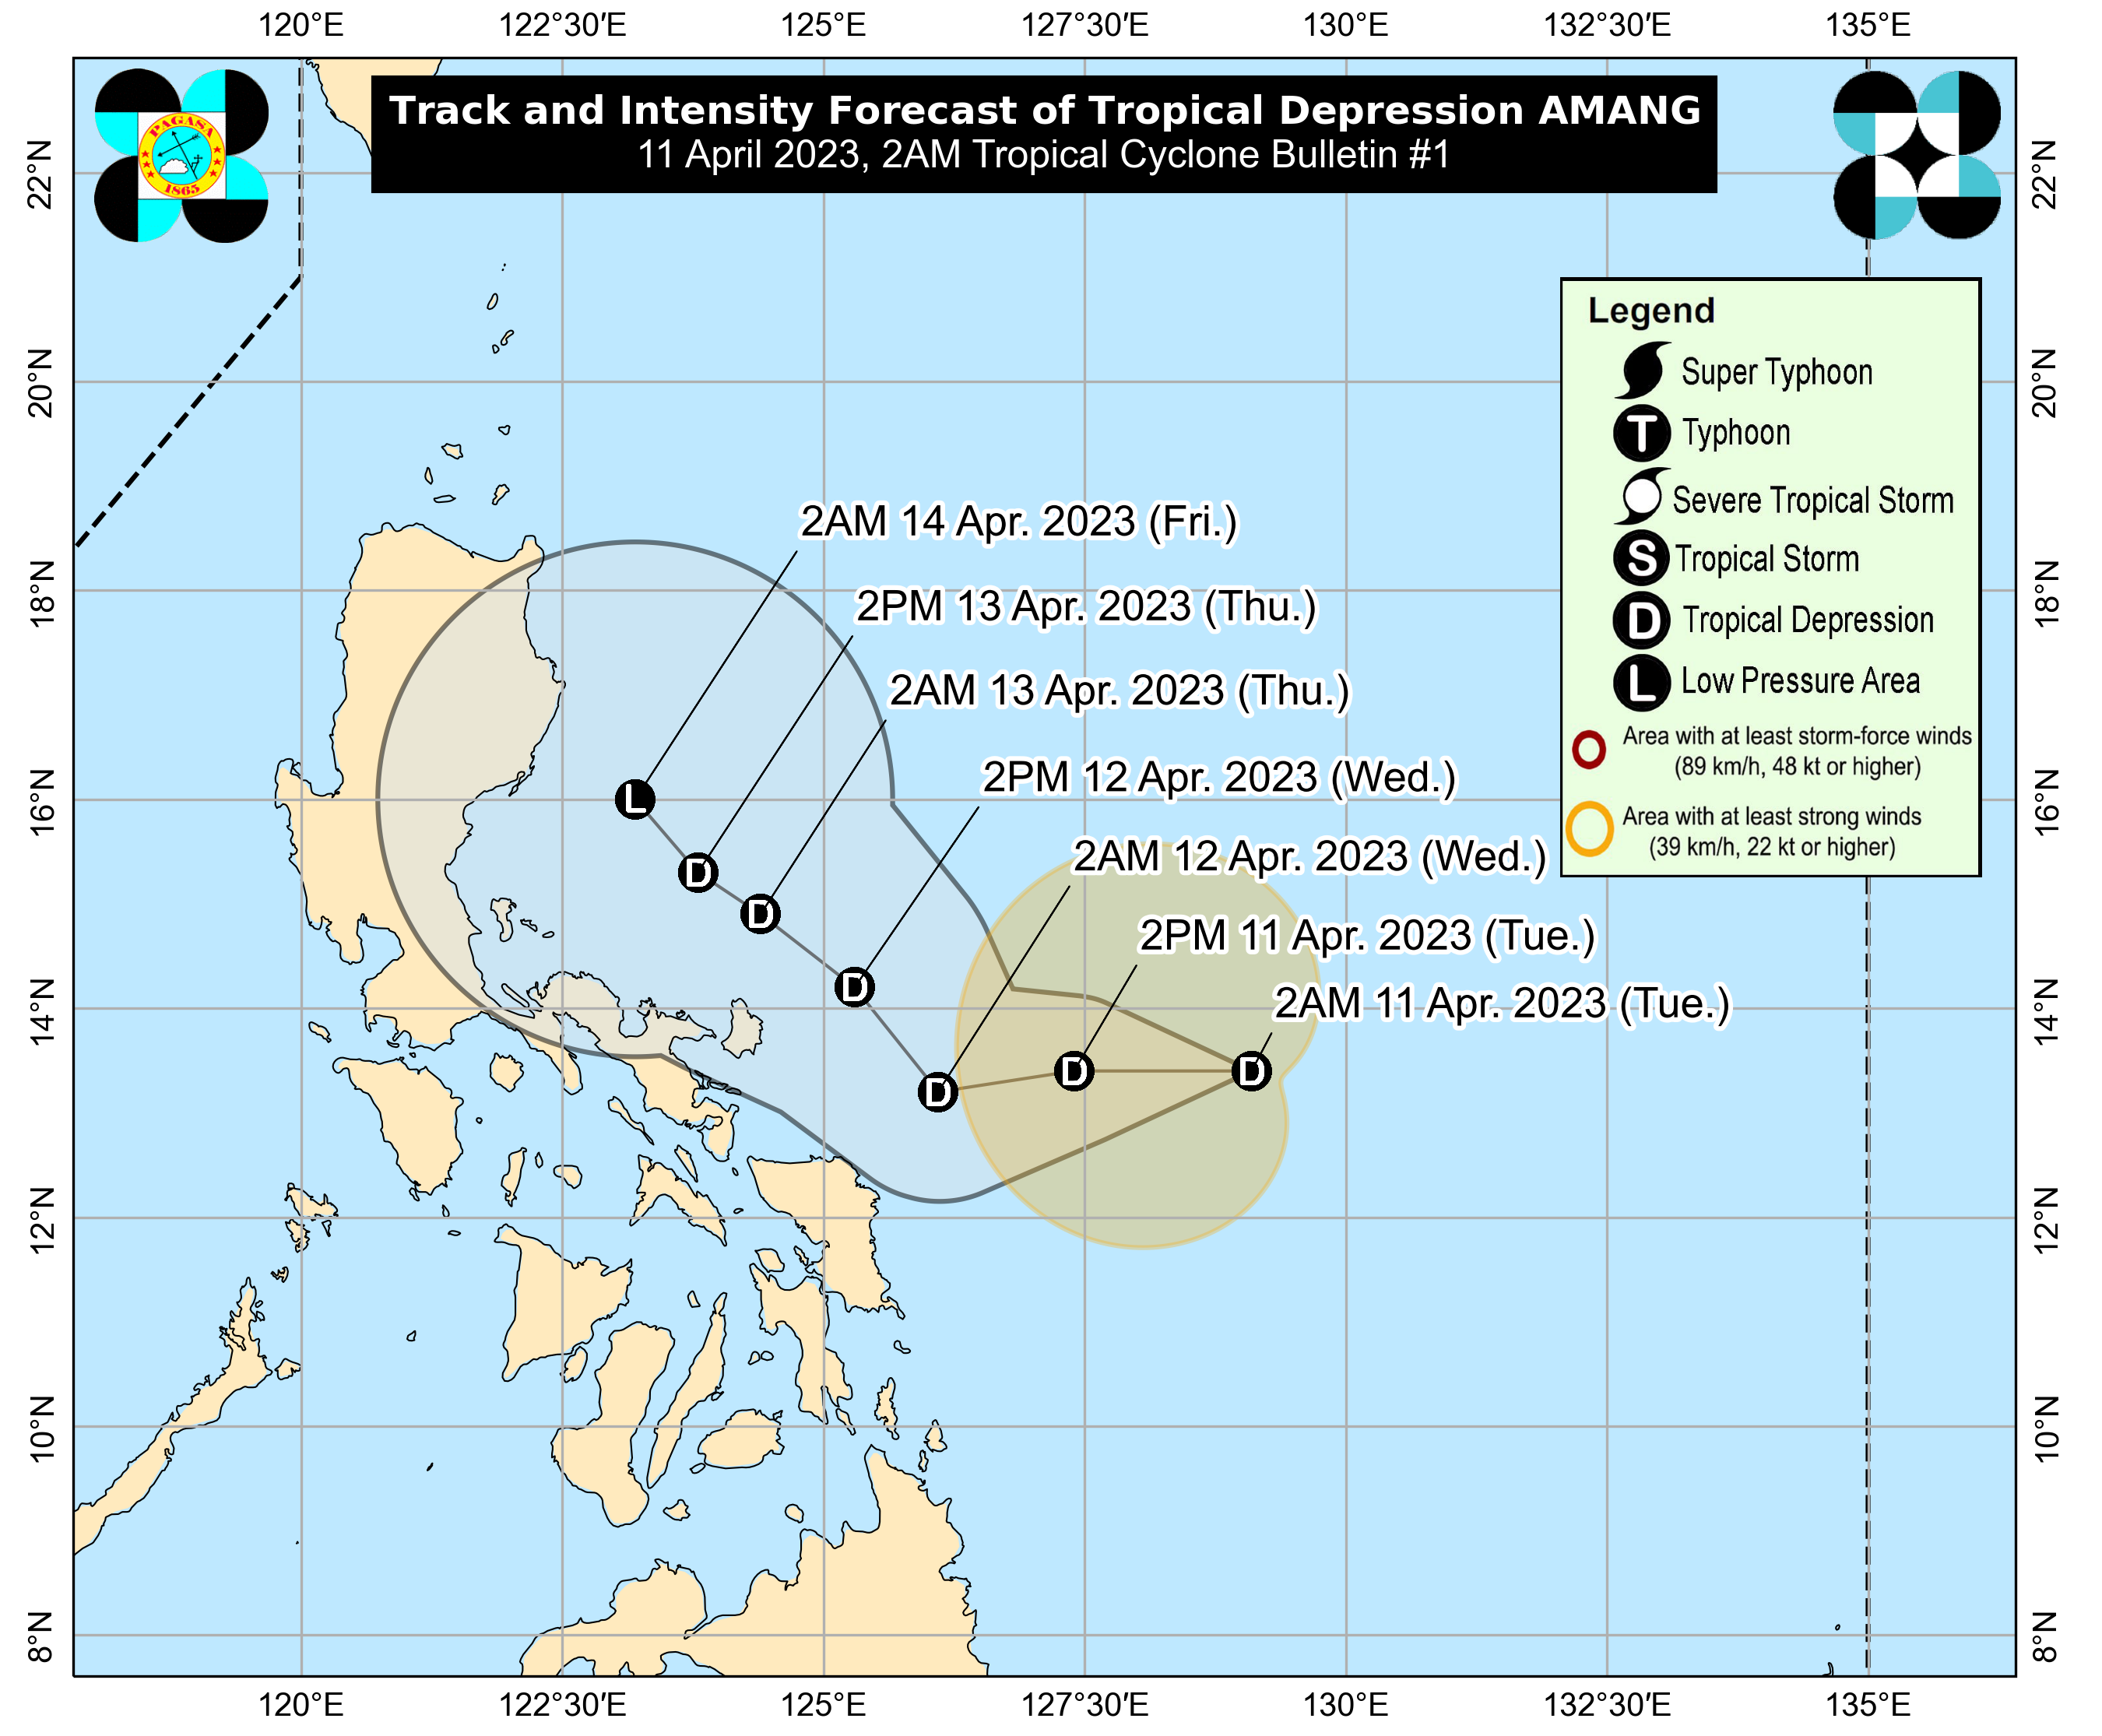 120°E 122°30′E 125°E 127°30′E 130°E 132°30′E 135°E
PAGASA
1865
Track and Intensity Forecast of Tropical Depression AMANG
11 April 2023, 2AM Tropical Cyclone Bulletin #1
22°N 22°N
Legend
Super Typhoon
20°N 20°N
T Typhoon
Severe Tropical Storm
2AM 14 Apr. 2023 (Fri.)
S Tropical Storm
18°N 18°N
2PM 13 Apr. 2023 (Thu.)
D Tropical Depression
2AM 13 Apr. 2023 (Thu.)
L Low Pressure Area
Area with at least storm-force winds
(89 km/h, 48 kt or higher)
2PM 12 Apr. 2023 (Wed.)
16°N 16°N
L
Area with at least strong winds
(39 km/h, 22 kt or higher)
2AM 12 Apr. 2023 (Wed.)
D
D
2PM 11 Apr. 2023 (Tue.)
D
2AM 11 Apr. 2023 (Tue.)
14°N 14°N
D D
D
12°N 12°N
10°N 10°N
8°N 8°N
120°E 122°30′E 125°E 127°30′E 130°E 132°30′E 135°E